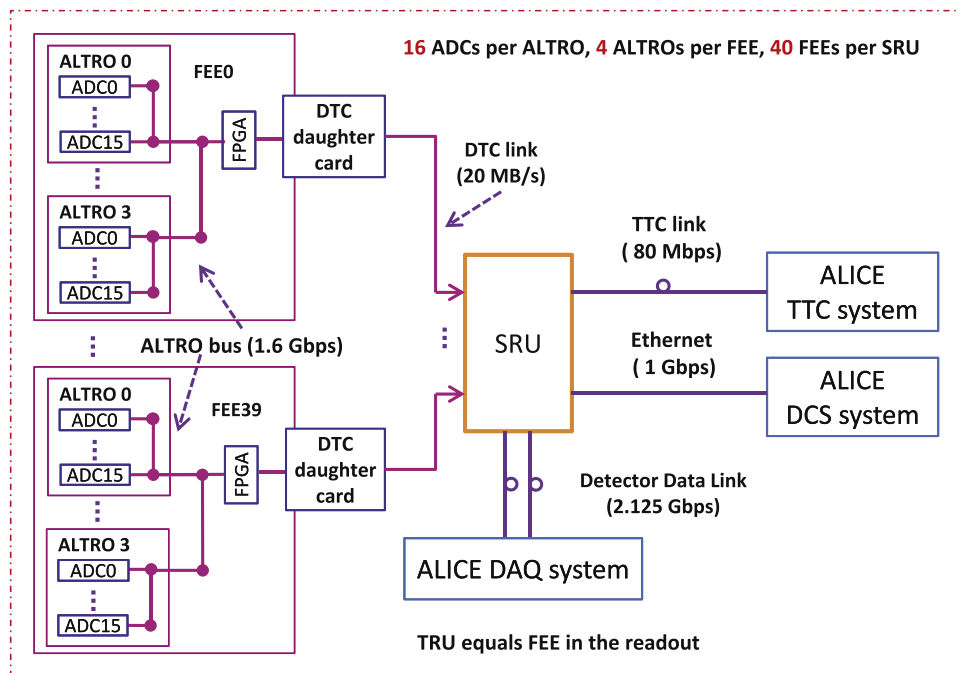 16 ADCs per ALTRO, 4 ALTROs per FEE, 40 FEEs per SRU
ALTRO 0
ADC0
ADC15
ALTRO 3
ADC0
ADC15
FEE0
FPGA
DTC
daughter
card
DTC link
(20 MB/s)
ALTRO bus (1.6 Gbps)
ALTRO 0
ADC0
ADC15
ALTRO 3
ADC0
ADC15
FEE39
FPGA
DTC
daughter
card
SRU
TTC link
( 80 Mbps)
ALICE
TTC system
Ethernet
( 1 Gbps)
ALICE
DCS system
Detector Data Link
(2.125 Gbps)
ALICE DAQ system
TRU equals FEE in the readout